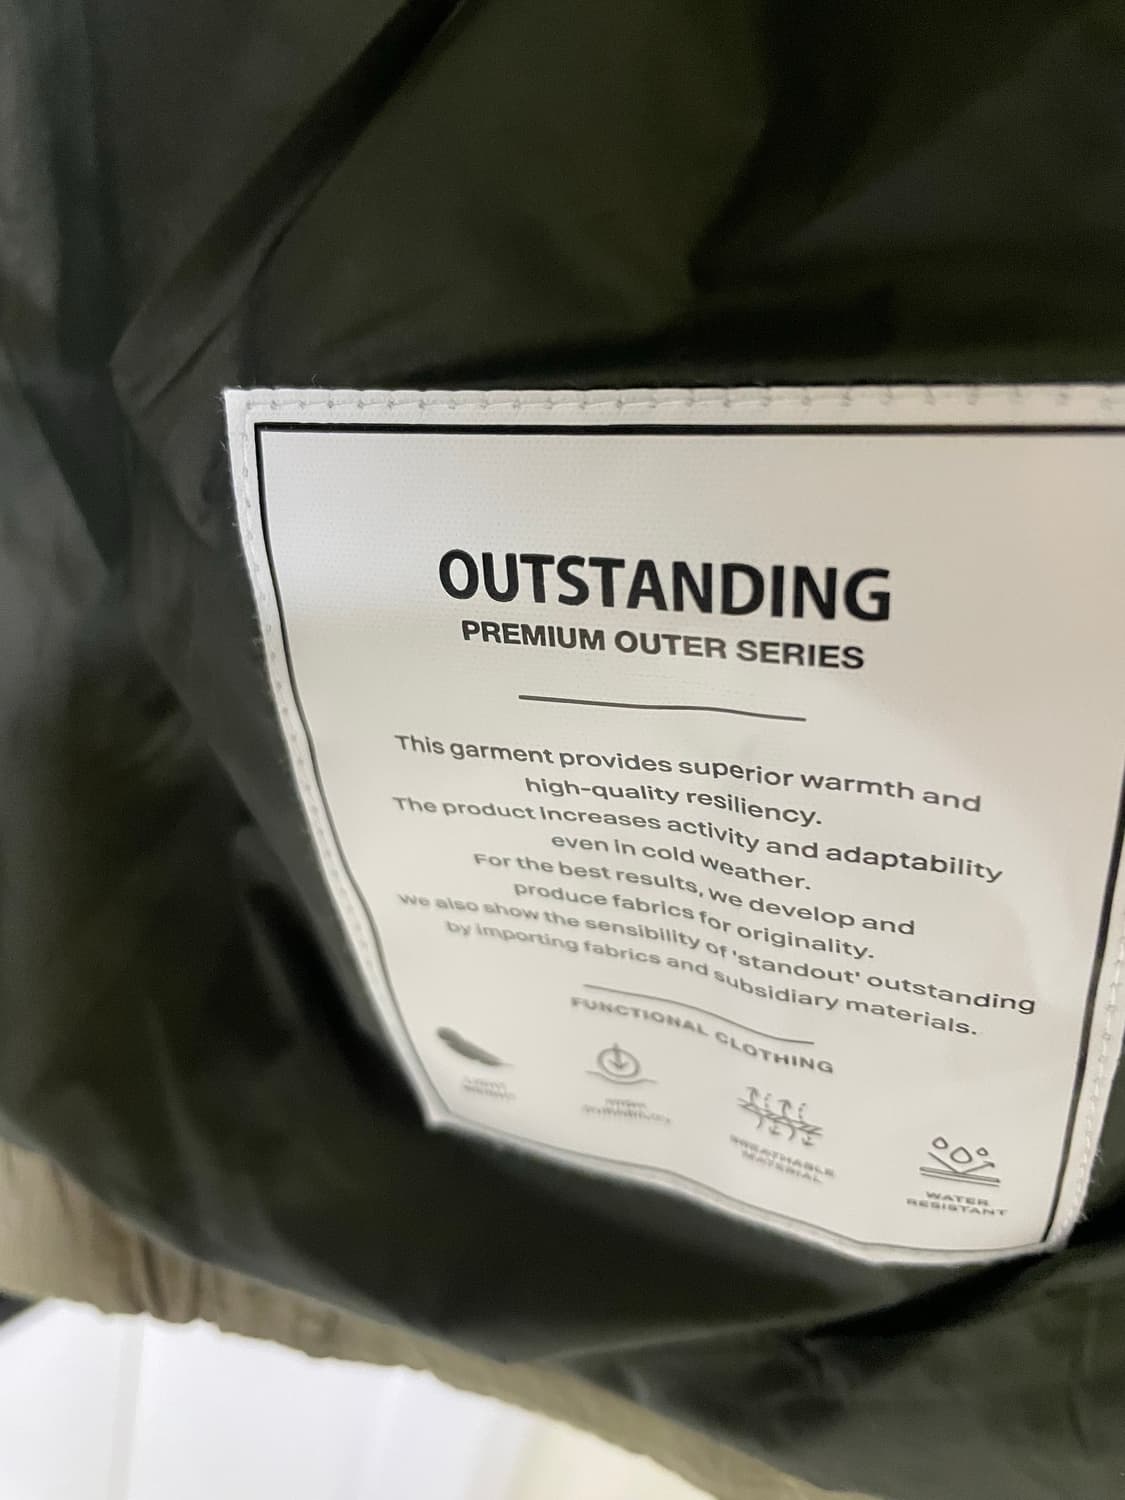 OUTSTANDING
PREMIUM OUTER SERIES
This garment provides superior warmth and
high-quality resiliency.
The product increases activity and adaptability
even in cold weather.
For the best results, we develop and
produce fabrics for originality.
we also show the sensibility of 'standout' outstanding
by importing fabrics and subsidiary materials.
FUNCTIONAL CLOTHING
BREATHABLE
MATERIAL
WATER
RESISTANT